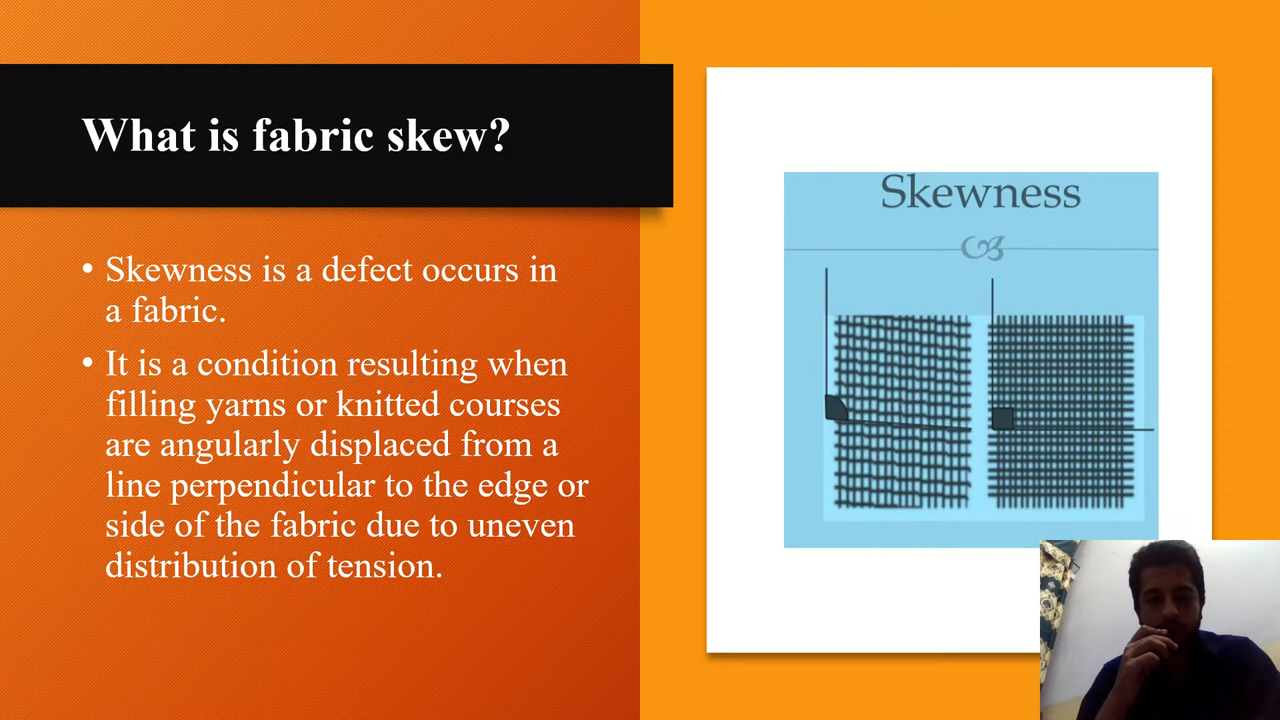 What is fabric skew?
• Skewness is a defect occurs in
a fabric.
• It is a condition resulting when
filling yarns or knitted courses
are angularly displaced from a
line perpendicular to the edge or
side of the fabric due to uneven
distribution of tension.
Skewness